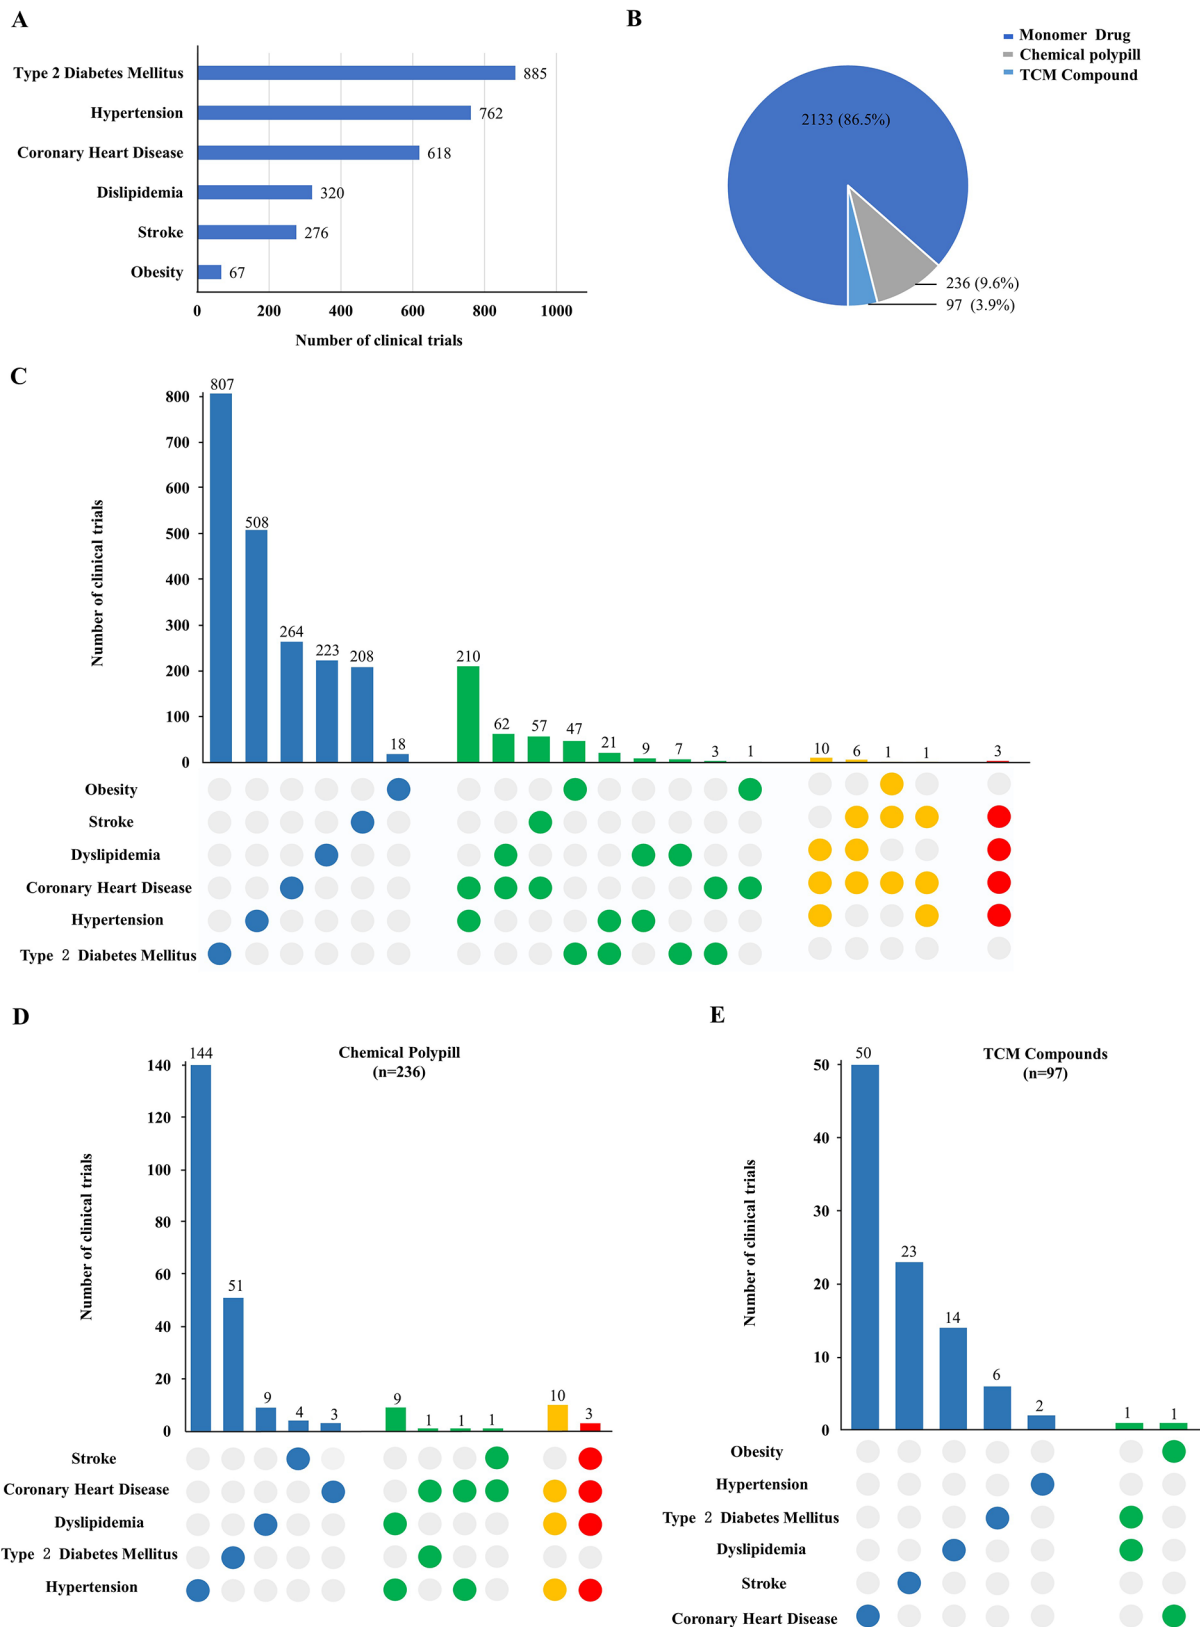 A
Type 2 Diabetes Mellitus 885
Hypertension 762
Coronary Heart Disease 618
Dislipidemia 320
Stroke 276
Obesity 67
0 200 400 600 800 1000
Number of clinical trials
B
Monomer Drug
Chemical polypill
TCM Compound
2133 (86.5%)
236 (9.6%)
97 (3.9%)
C
Number of clinical trials
800
700
600
500
400
300
200
100
0
807 508 264 223 208 18 210 62 57 47 21 9 7 3 1 10 6 1 1 3
Obesity
Stroke
Dyslipidemia
Coronary Heart Disease
Hypertension
Type 2 Diabetes Mellitus
D
Chemical Polypill
(n=236)
Number of clinical trials
140
120
100
80
60
40
20
0
144 51 9 4 3 9 1 1 1 10 3
Stroke
Coronary Heart Disease
Dyslipidemia
Type 2 Diabetes Mellitus
Hypertension
E
TCM Compounds
(n=97)
Number of clinical trials
50
40
30
20
10
0
50 23 14 6 2 1 1
Obesity
Hypertension
Type 2 Diabetes Mellitus
Dyslipidemia
Stroke
Coronary Heart Disease